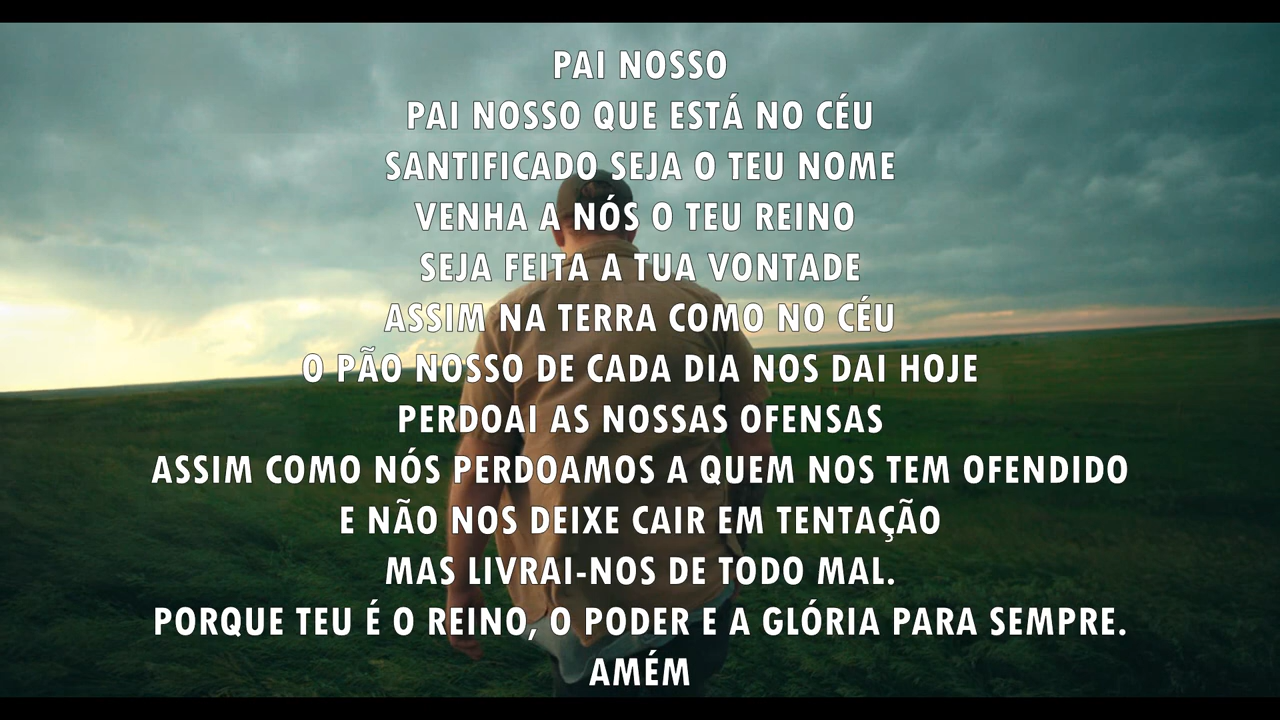 PAI NOSSO
PAI NOSSO QUE ESTÁ NO CÉU
SANTIFICADO SEJA O TEU NOME
VENHA A NÓS O TEU REINO
SEJA FEITA A TUA VONTADE
ASSIM NA TERRA COMO NO CÉU
O PÃO NOSSO DE CADA DIA NOS DAI HOJE
PERDOAI AS NOSSAS OFENSAS
ASSIM COMO NÓS PERDOAMOS A QUEM NOS TEM OFENDIDO
E NÃO NOS DEIXE CAIR EM TENTAÇÃO
MAS LIVRAI-NOS DE TODO MAL.
PORQUE TEU É O REINO, O PODER E A GLÓRIA PARA SEMPRE.
AMÉM